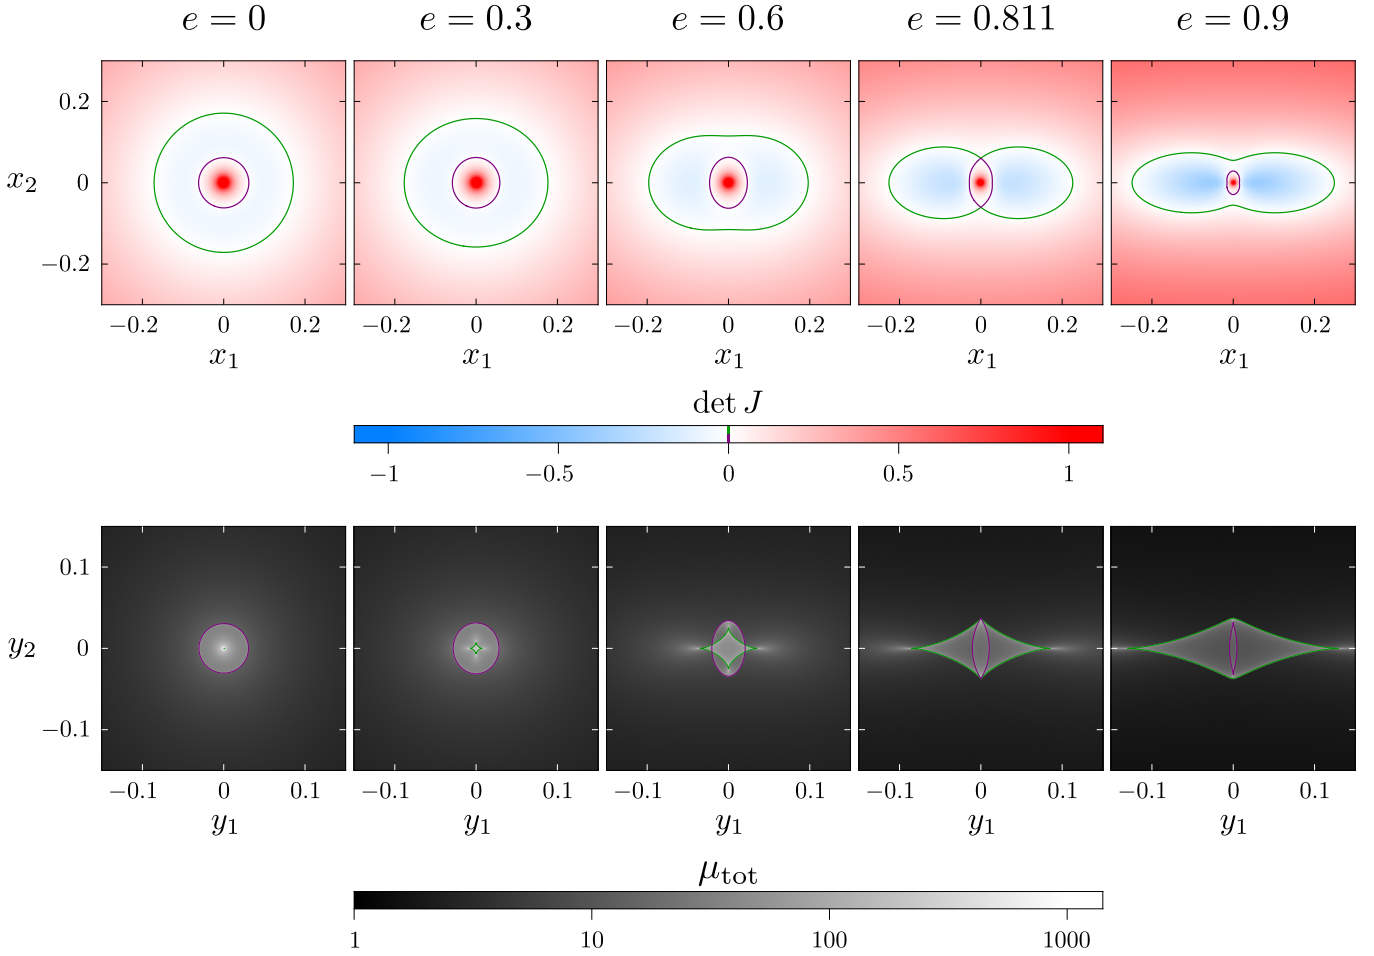 e = 0 e = 0.3 e = 0.6 e = 0.811 e = 0.9
0.2
x₂ 0
−0.2
−0.2 0 0.2 −0.2 0 0.2 −0.2 0 0.2 −0.2 0 0.2 −0.2 0 0.2
x₁ x₁ x₁ x₁ x₁
det J
−1 −0.5 0 0.5 1
0.1
y₂ 0
−0.1
−0.1 0 0.1 −0.1 0 0.1 −0.1 0 0.1 −0.1 0 0.1 −0.1 0 0.1
y₁ y₁ y₁ y₁ y₁
μtot
1 10 100 1000